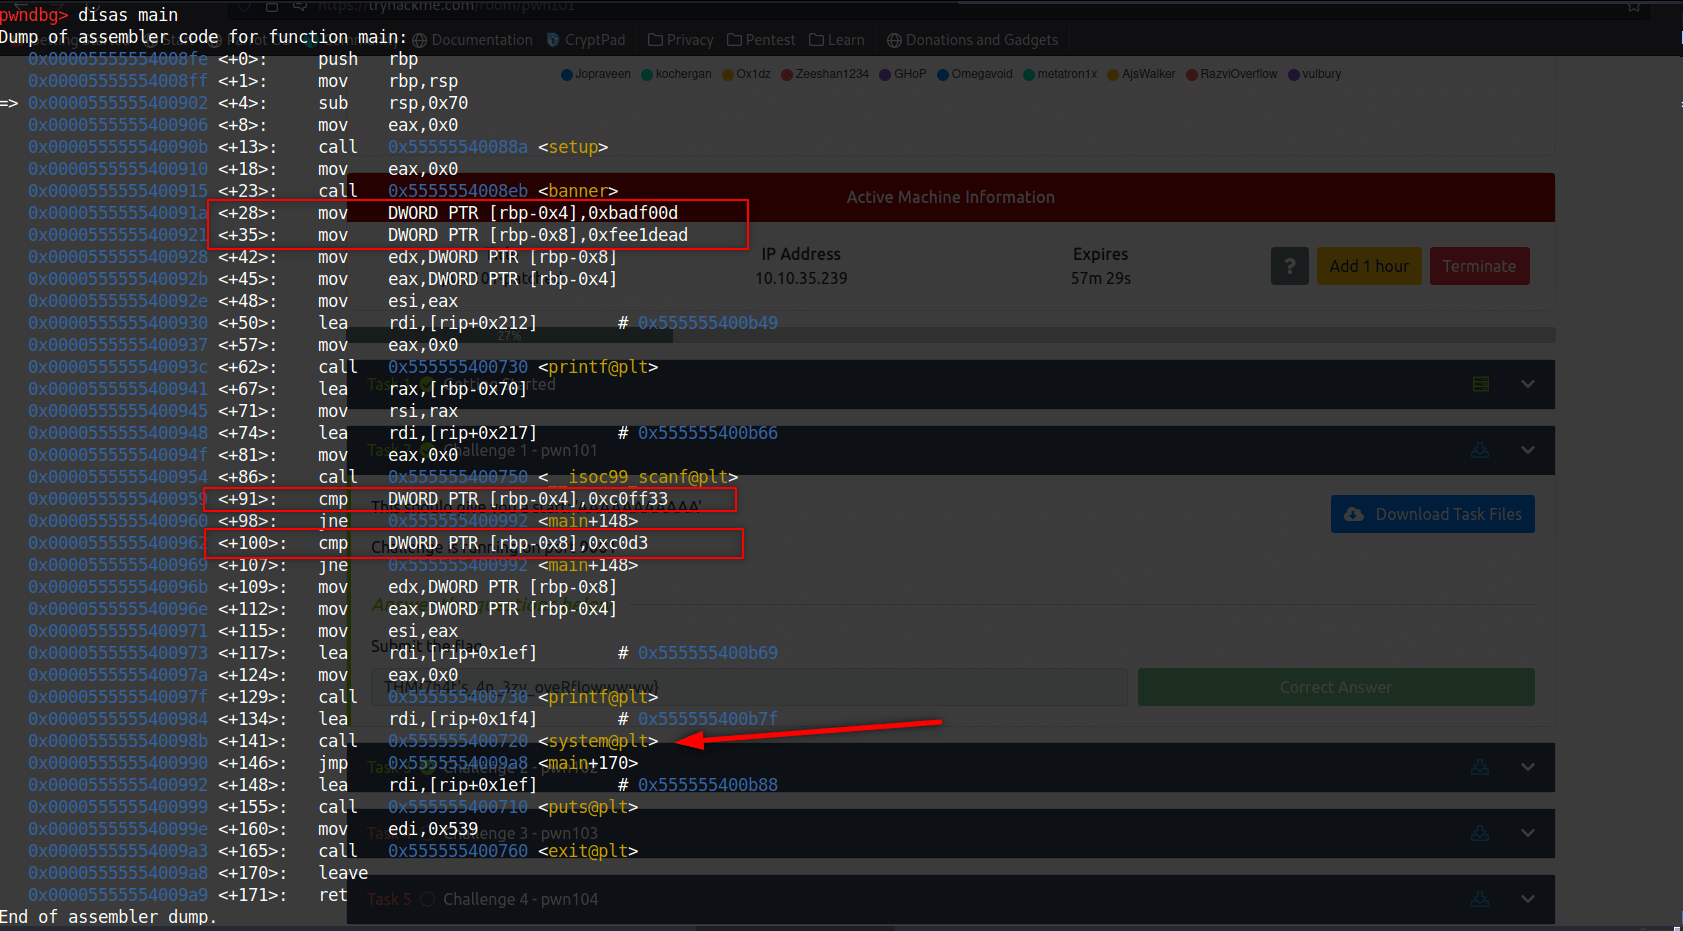 https://tryhackme.com/room/pwn101
pwndbg> disas main
Dump of assembler code for function main:
Documentation CryptPad Privacy Pentest Learn Donations and Gadgets
0x00005555554008fe <+0>: push rbp
0x00005555554008ff <+1>: mov rbp,rsp
Jopraveen kochergan Ox1dz Zeeshan1234 GHoP Omegavoid metatron1x AjsWalker RazviOverflow vulbury
=> 0x0000555555400902 <+4>: sub rsp,0x70
0x0000555555400906 <+8>: mov eax,0x0
0x000055555540090b <+13>: call 0x55555540088a <setup>
0x0000555555400910 <+18>: mov eax,0x0
0x0000555555400915 <+23>: call 0x5555554008eb <banner>
Active Machine Information
0x000055555540091a <+28>: mov DWORD PTR [rbp-0x4],0xbadf00d
0x0000555555400921 <+35>: mov DWORD PTR [rbp-0x8],0xfee1dead
0x0000555555400928 <+42>: mov edx,DWORD PTR [rbp-0x8]
IP Address Expires
0x000055555540092b <+45>: mov eax,DWORD PTR [rbp-0x4]
10.10.35.239 57m 29s
? Add 1 hour Terminate
0x000055555540092e <+48>: mov esi,eax
0x0000555555400930 <+50>: lea rdi,[rip+0x212] # 0x555555400b49
27%
0x0000555555400937 <+57>: mov eax,0x0
0x000055555540093c <+62>: call 0x555555400730 <printf@plt>
0x0000555555400941 <+67>: lea rax,[rbp-0x70]
0x0000555555400945 <+71>: mov rsi,rax
0x0000555555400948 <+74>: lea rdi,[rip+0x217] # 0x555555400b66
Challenge 1 - pwn101
0x000055555540094f <+81>: mov eax,0x0
0x0000555555400954 <+86>: call 0x555555400750 <__isoc99_scanf@plt>
0x0000555555400959 <+91>: cmp DWORD PTR [rbp-0x4],0xc0ff33
Download Task Files
0x0000555555400960 <+98>: jne 0x555555400992 <main+148>
0x0000555555400962 <+100>: cmp DWORD PTR [rbp-0x8],0xc0d3
0x0000555555400969 <+107>: jne 0x555555400992 <main+148>
0x000055555540096b <+109>: mov edx,DWORD PTR [rbp-0x8]
0x000055555540096e <+112>: mov eax,DWORD PTR [rbp-0x4]
0x0000555555400971 <+115>: mov esi,eax
Submit the flag
0x0000555555400973 <+117>: lea rdi,[rip+0x1ef] # 0x555555400b69
0x000055555540097a <+124>: mov eax,0x0
Correct Answer
0x000055555540097f <+129>: call 0x555555400730 <printf@plt>
0x0000555555400984 <+134>: lea rdi,[rip+0x1f4] # 0x555555400b7f
0x000055555540098b <+141>: call 0x555555400720 <system@plt>
0x0000555555400990 <+146>: jmp 0x5555554009a8 <main+170>
Challenge 2 - pwn102
0x0000555555400992 <+148>: lea rdi,[rip+0x1ef] # 0x555555400b88
0x0000555555400999 <+155>: call 0x555555400710 <puts@plt>
0x000055555540099e <+160>: mov edi,0x539
Challenge 3 - pwn103
0x00005555554009a3 <+165>: call 0x555555400760 <exit@plt>
0x00005555554009a8 <+170>: leave
0x00005555554009a9 <+171>: ret
Task 5 Challenge 4 - pwn104
End of assembler dump.